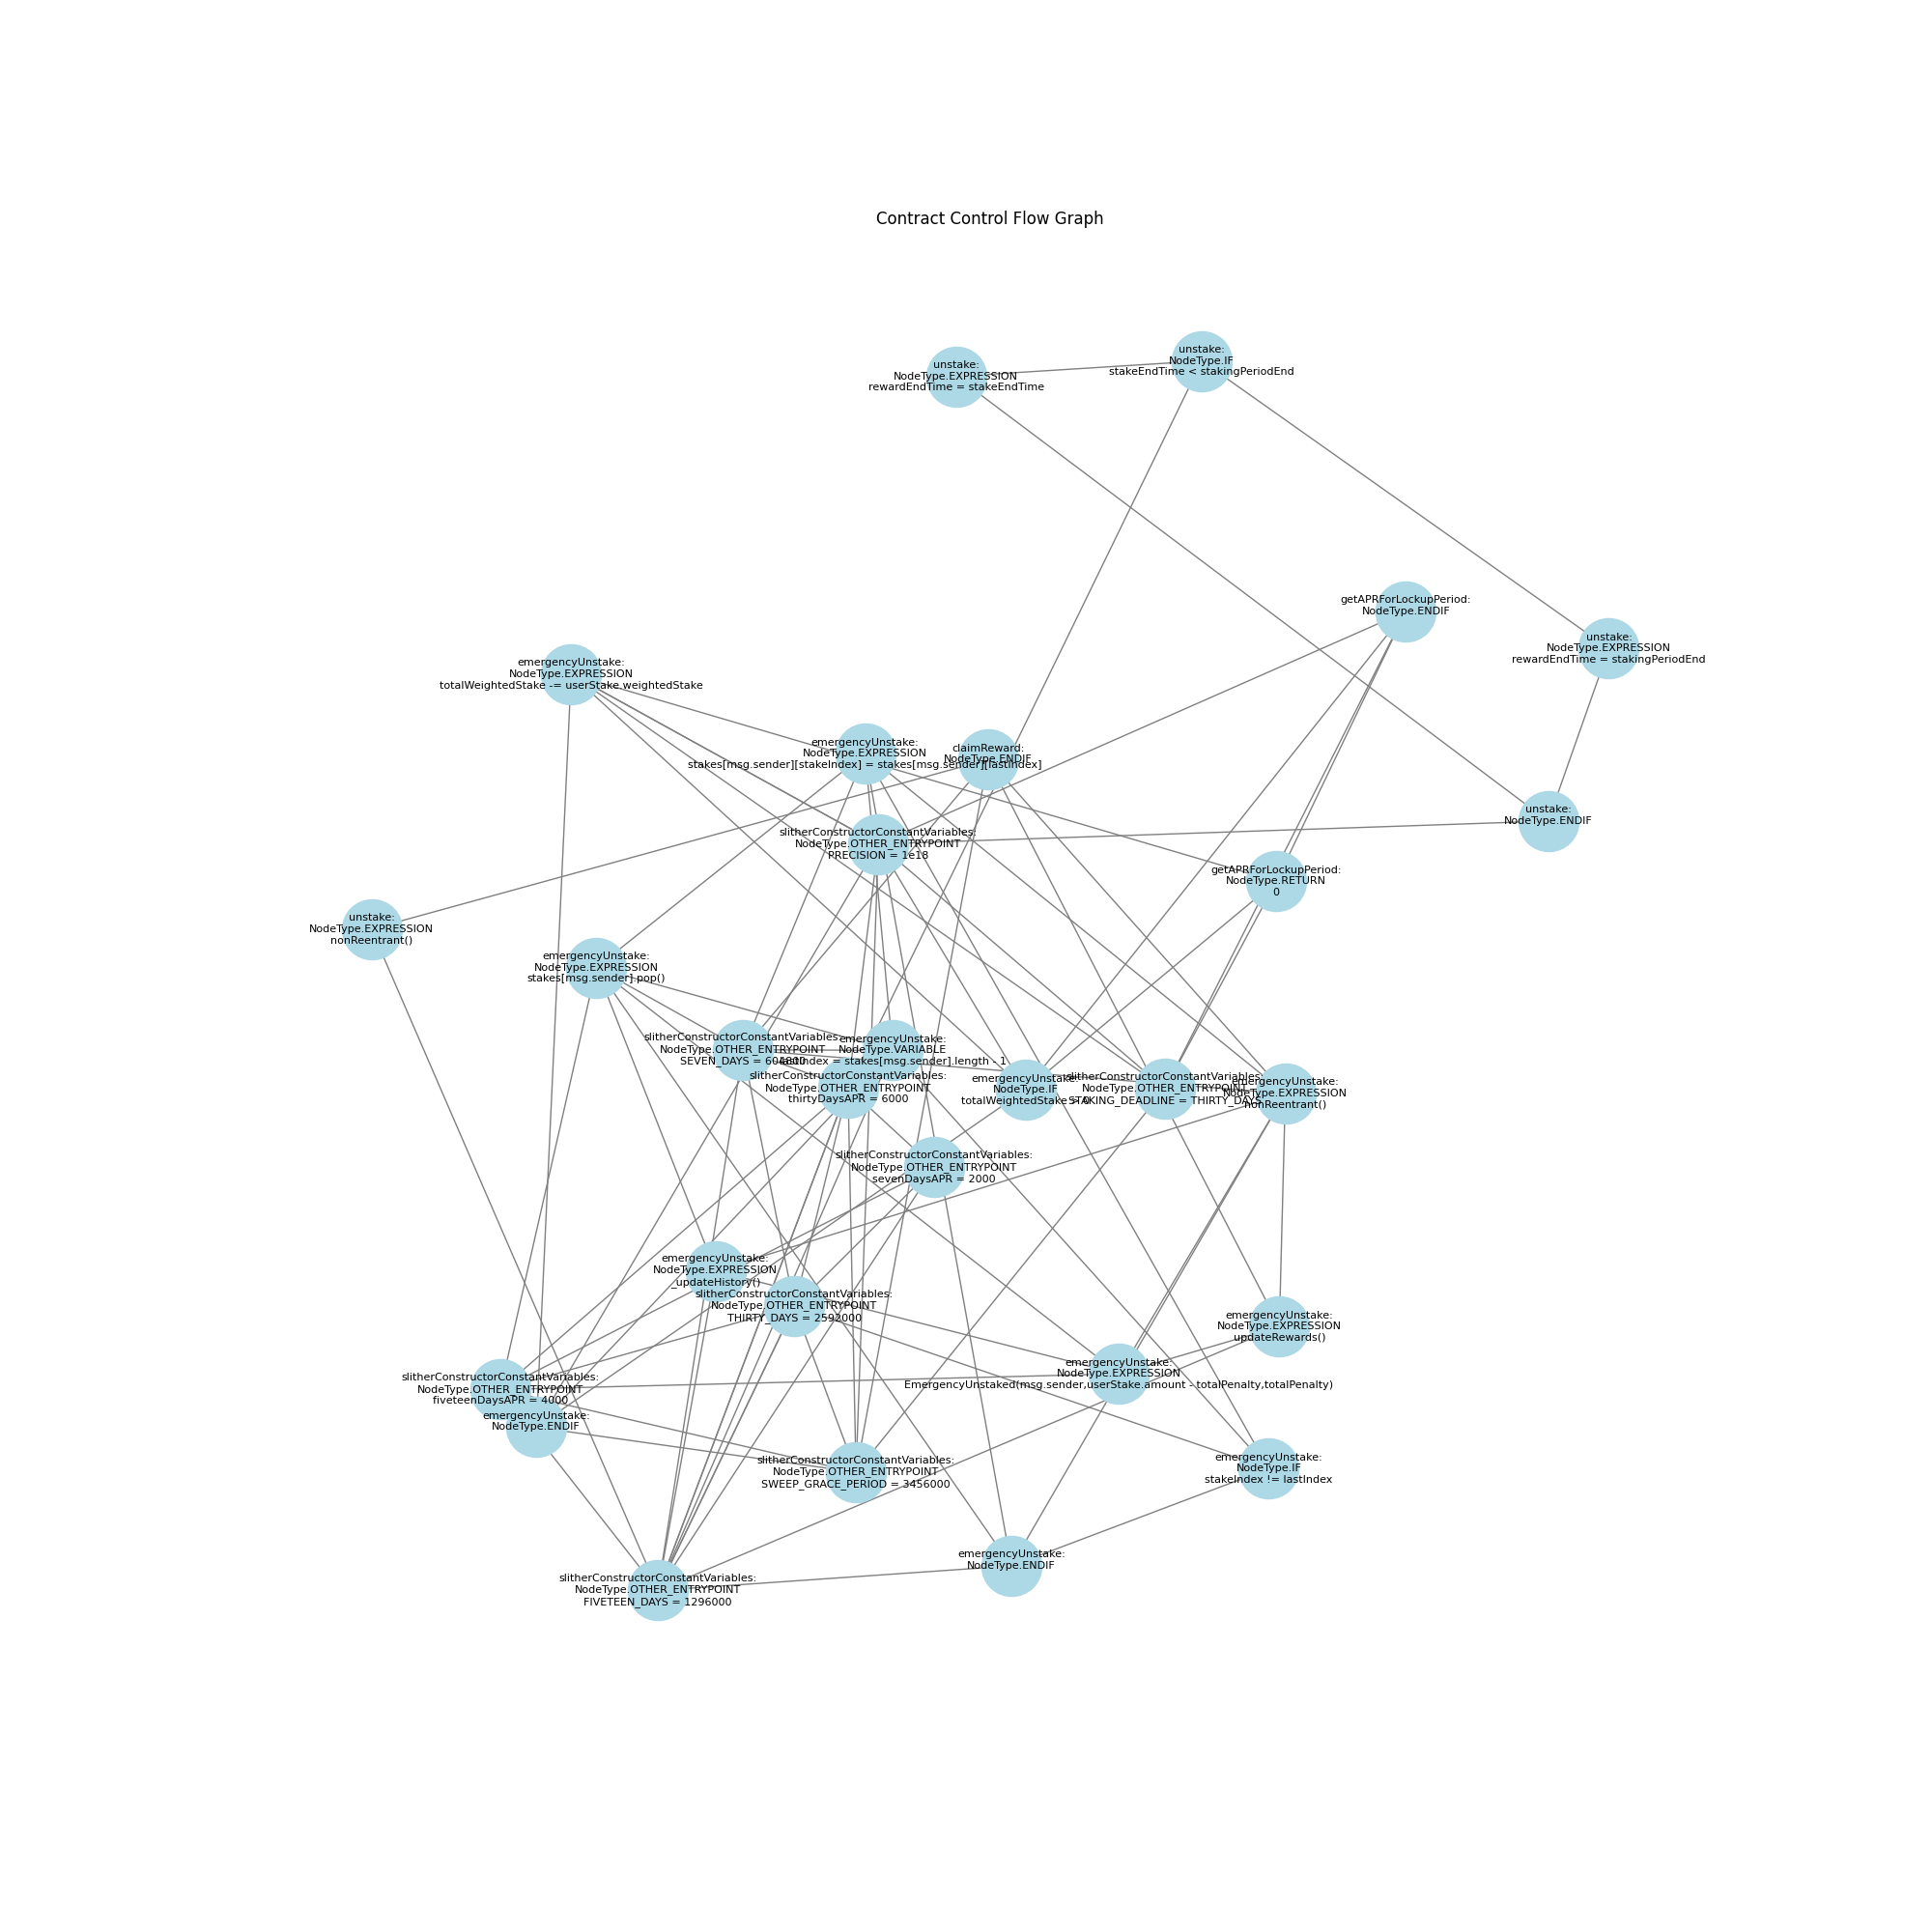 Contract Control Flow Graph
unstake:
NodeType.IF
stakeEndTime < stakingPeriodEnd
unstake:
NodeType.EXPRESSION
rewardEndTime = stakeEndTime
getAPRForLockupPeriod:
NodeType.ENDIF
unstake:
NodeType.EXPRESSION
rewardEndTime = stakingPeriodEnd
emergencyUnstake:
NodeType.EXPRESSION
totalWeightedStake -= userStake.weightedStake
emergencyUnstake:
NodeType.EXPRESSION
stakes[msg.sender][stakeIndex] = stakes[msg.sender][lastIndex]
claimReward:
NodeType.ENDIF
unstake:
NodeType.ENDIF
slitherConstructorConstantVariables:
NodeType.OTHER_ENTRYPOINT
PRECISION = 1e18
getAPRForLockupPeriod:
NodeType.RETURN
0
unstake:
NodeType.EXPRESSION
nonReentrant()
emergencyUnstake:
NodeType.EXPRESSION
stakes[msg.sender].pop()
slitherConstructorConstantVariables:
NodeType.OTHER_ENTRYPOINT
SEVEN_DAYS = 604800
emergencyUnstake:
NodeType.VARIABLE
lastIndex = stakes[msg.sender].length - 1
slitherConstructorConstantVariables:
NodeType.OTHER_ENTRYPOINT
thirtyDaysAPR = 6000
emergencyUnstake:
NodeType.IF
totalWeightedStake > 0
slitherConstructorConstantVariables:
NodeType.OTHER_ENTRYPOINT
STAKING_DEADLINE = THIRTY_DAYS
emergencyUnstake:
NodeType.EXPRESSION
nonReentrant()
slitherConstructorConstantVariables:
NodeType.OTHER_ENTRYPOINT
sevenDaysAPR = 2000
emergencyUnstake:
NodeType.EXPRESSION
_updateHistory()
slitherConstructorConstantVariables:
NodeType.OTHER_ENTRYPOINT
THIRTY_DAYS = 2592000
emergencyUnstake:
NodeType.EXPRESSION
updateRewards()
emergencyUnstake:
NodeType.EXPRESSION
EmergencyUnstaked(msg.sender,userStake.amount - totalPenalty,totalPenalty)
slitherConstructorConstantVariables:
NodeType.OTHER_ENTRYPOINT
fiveteenDaysAPR = 4000
emergencyUnstake:
NodeType.ENDIF
slitherConstructorConstantVariables:
NodeType.OTHER_ENTRYPOINT
SWEEP_GRACE_PERIOD = 3456000
emergencyUnstake:
NodeType.IF
stakeIndex != lastIndex
emergencyUnstake:
NodeType.ENDIF
slitherConstructorConstantVariables:
NodeType.OTHER_ENTRYPOINT
FIVETEEN_DAYS = 1296000